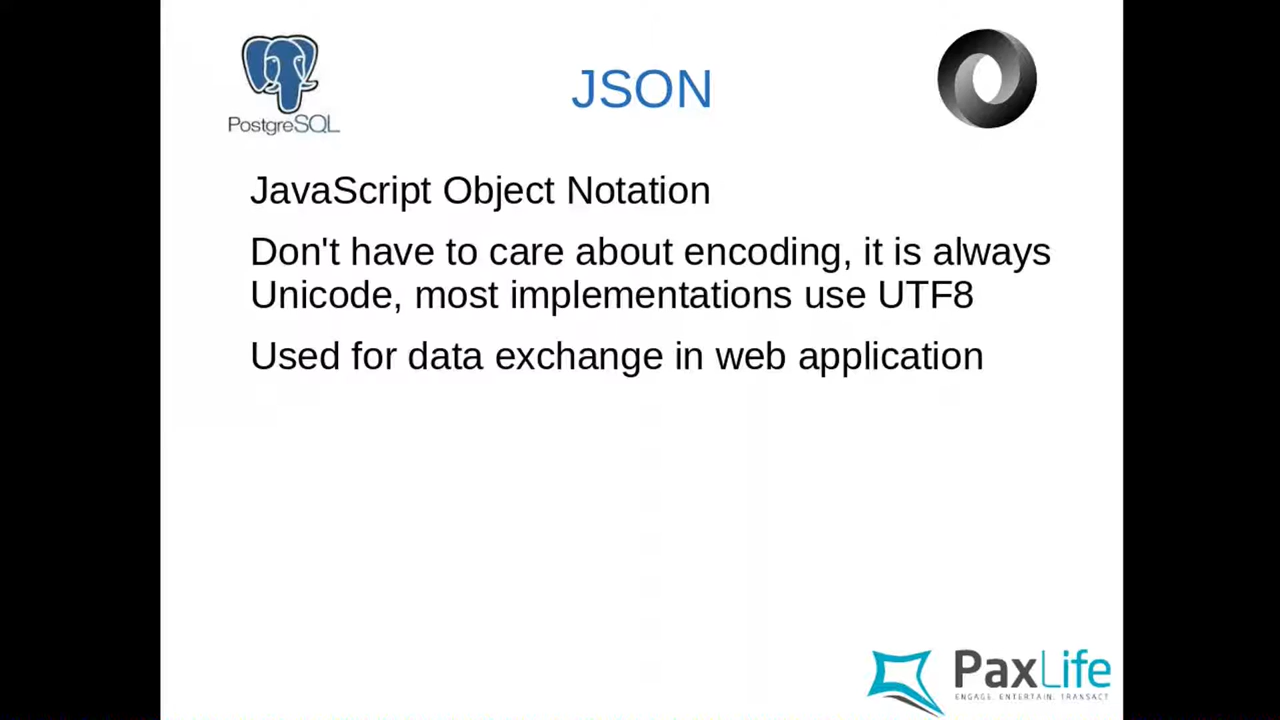 PostgreSQL
JSON
JavaScript Object Notation
Don't have to care about encoding, it is always
Unicode, most implementations use UTF8
Used for data exchange in web application
PaxLife
ENGAGE. ENTERTAIN. TRANSACT